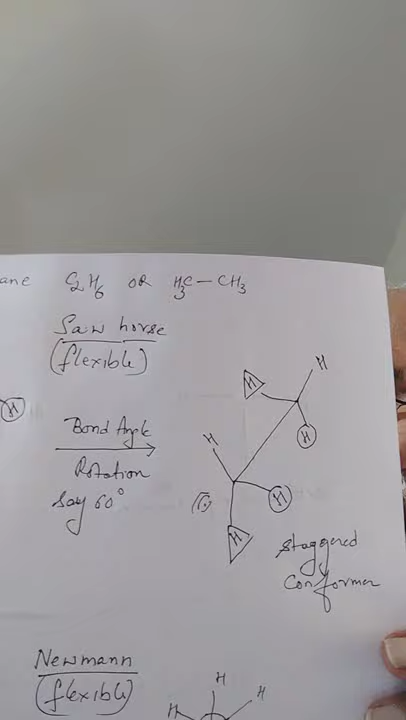 ane C2H6 OR H3C — CH3
Saw horse
(flexible)
H
H
H
Bond Angle
Rotation
Say 60°
H
H
H
H
staggered
Conformer
Newmann
(flexible)
H
H
H